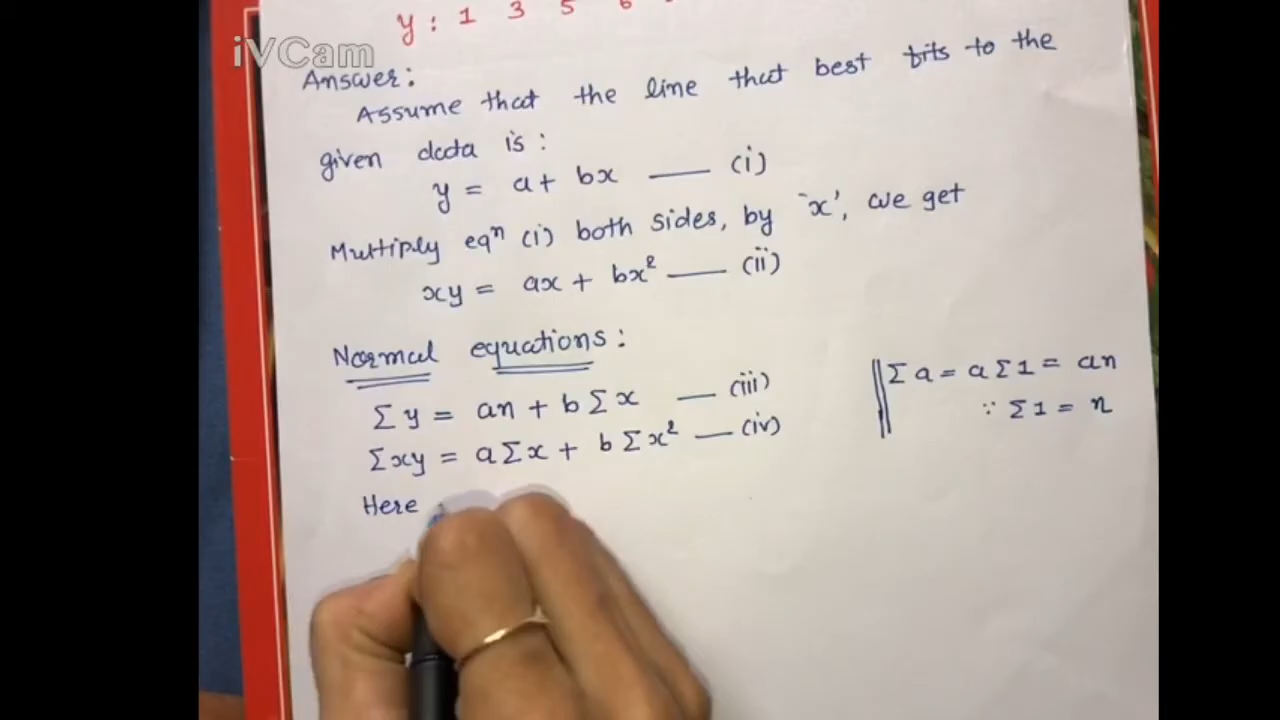 y : 1 3 5 6
iVCam
Answer:
Assume that the line that best fits to the
given data is :
y = a + bx —— (i)
Multiply eqⁿ (i) both sides, by 'x', we get
xy = ax + bx² —— (ii)
Normal equations :
Σy = an + bΣx —— (iii)
Σxy = aΣx + bΣx² —— (iv)
Here
Σa = aΣ1 = an
∵ Σ1 = n